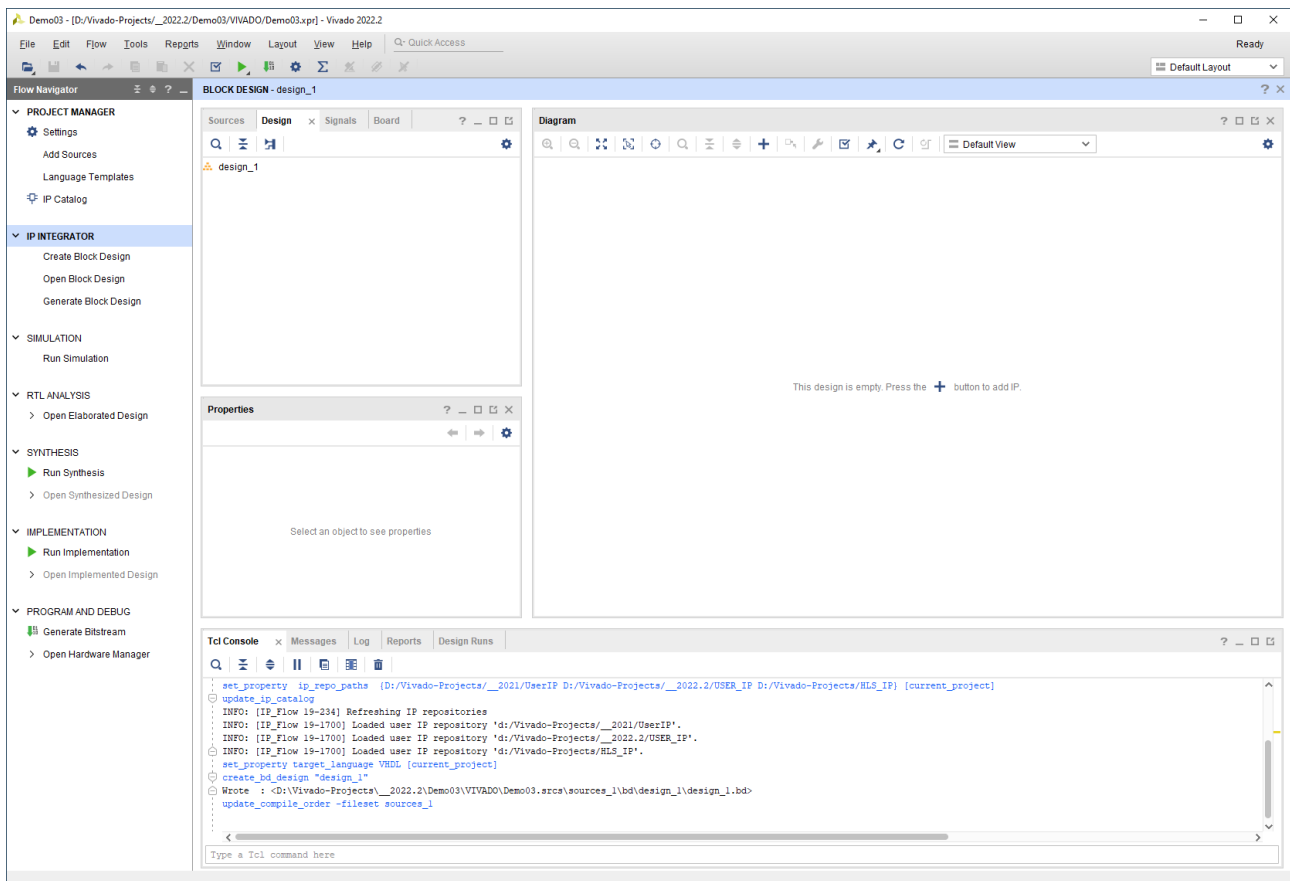 Demo03 - [D:/Vivado-Projects/__2022.2/Demo03/VIVADO/Demo03.xpr] - Vivado 2022.2
File Edit Flow Tools Reports Window Layout View Help Q- Quick Access Ready
Default Layout
Flow Navigator
PROJECT MANAGER
Settings
Add Sources
Language Templates
IP Catalog
IP INTEGRATOR
Create Block Design
Open Block Design
Generate Block Design
SIMULATION
Run Simulation
RTL ANALYSIS
Open Elaborated Design
SYNTHESIS
Run Synthesis
Open Synthesized Design
IMPLEMENTATION
Run Implementation
Open Implemented Design
PROGRAM AND DEBUG
Generate Bitstream
Open Hardware Manager
BLOCK DESIGN - design_1
Sources Design Signals Board
design_1
Properties
Select an object to see properties
Diagram
Default View
This design is empty. Press the + button to add IP.
Tcl Console Messages Log Reports Design Runs
set_property ip_repo_paths {D:/Vivado-Projects/__2021/UserIP D:/Vivado-Projects/__2022.2/USER_IP D:/Vivado-Projects/HLS_IP} [current_project]
update_ip_catalog
INFO: [IP_Flow 19-234] Refreshing IP repositories
INFO: [IP_Flow 19-1700] Loaded user IP repository 'd:/Vivado-Projects/__2021/UserIP'.
INFO: [IP_Flow 19-1700] Loaded user IP repository 'd:/Vivado-Projects/__2022.2/USER_IP'.
INFO: [IP_Flow 19-1700] Loaded user IP repository 'd:/Vivado-Projects/HLS_IP'.
set_property target_language VHDL [current_project]
create_bd_design "design_1"
Wrote : <D:\Vivado-Projects\__2022.2\Demo03\VIVADO\Demo03.srcs\sources_1\bd\design_1\design_1.bd>
update_compile_order -fileset sources_1
Type a Tcl command here